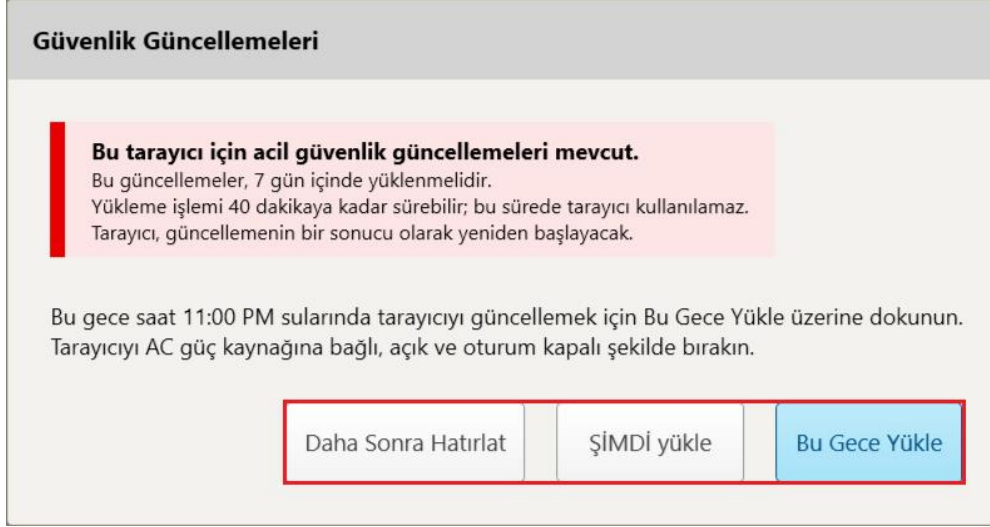 Güvenlik Güncellemeleri
Bu tarayıcı için acil güvenlik güncellemeleri mevcut.
Bu güncellemeler, 7 gün içinde yüklenmelidir.
Yükleme işlemi 40 dakikaya kadar sürebilir; bu sürede tarayıcı kullanılamaz.
Tarayıcı, güncellemenin bir sonucu olarak yeniden başlayacak.
Bu gece saat 11:00 PM sularında tarayıcıyı güncellemek için Bu Gece Yükle üzerine dokunun.
Tarayıcıyı AC güç kaynağına bağlı, açık ve oturum kapalı şekilde bırakın.
Daha Sonra Hatırlat
ŞİMDİ yükle
Bu Gece Yükle